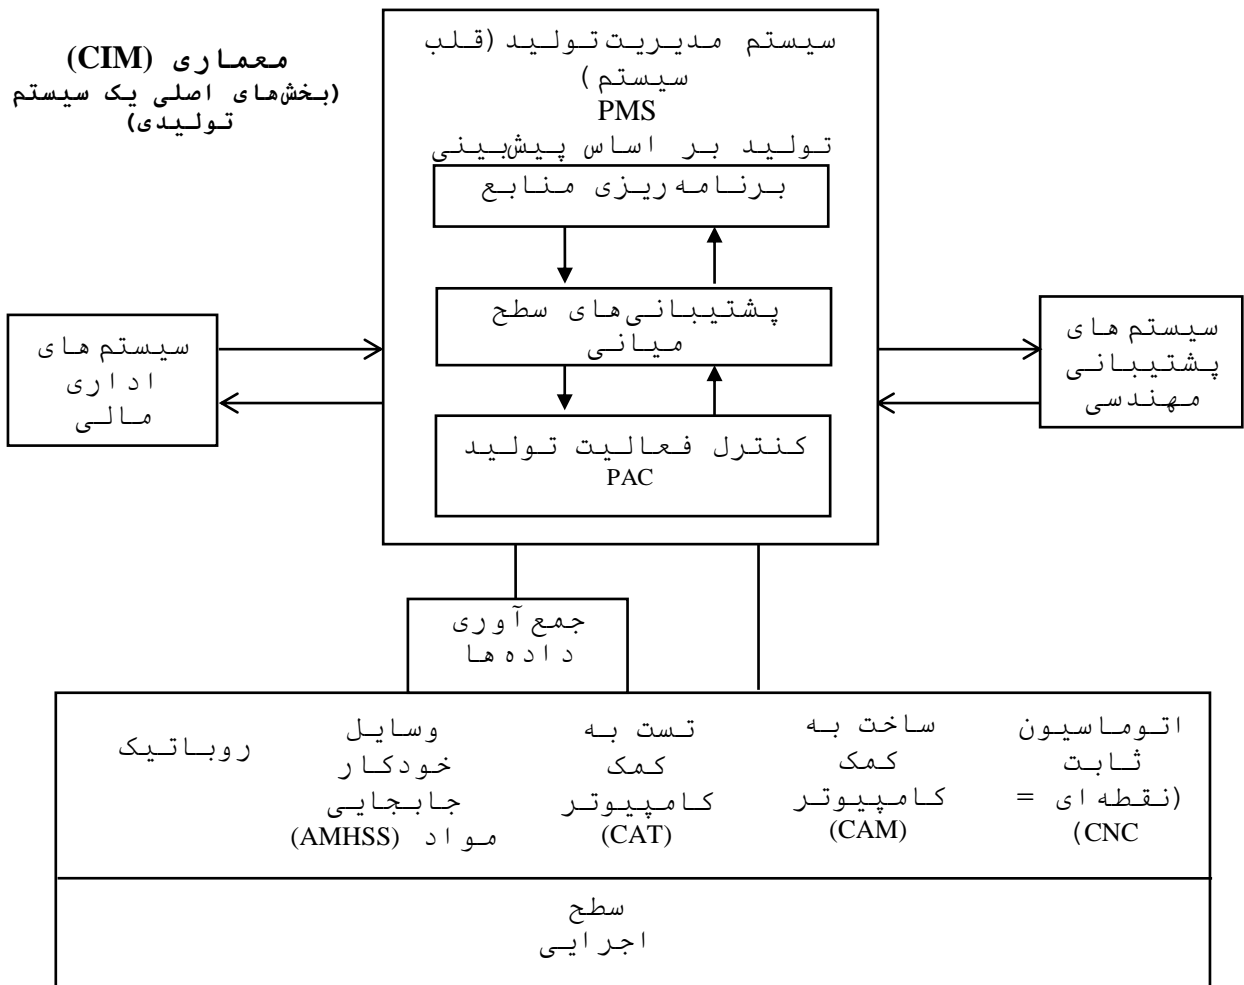 معماری (CIM)
(بخش‌های اصلی یک سیستم
تولیدی)
سیستم مدیریت تولید (قلب
سیستم)
PMS
تولید بر اساس پیش‌بینی
برنامه ریزی منابع
پشتیبانی‌های سطح
میانی
کنترل فعالیت تولید
PAC
سیستم های
پشتیبانی
مهندسی
سیستم های
اداری
مالی
جمع آوری
داده ها
اتوماسیون
ثابت
(نقطه ای =
CNC)
ساخت به
کمک
کامپیوتر
(CAM)
تست به
کمک
کامپیوتر
(CAT)
وسایل
خودکار
جابجایی
مواد (AMHSS)
روباتیک
سطح
اجرایی